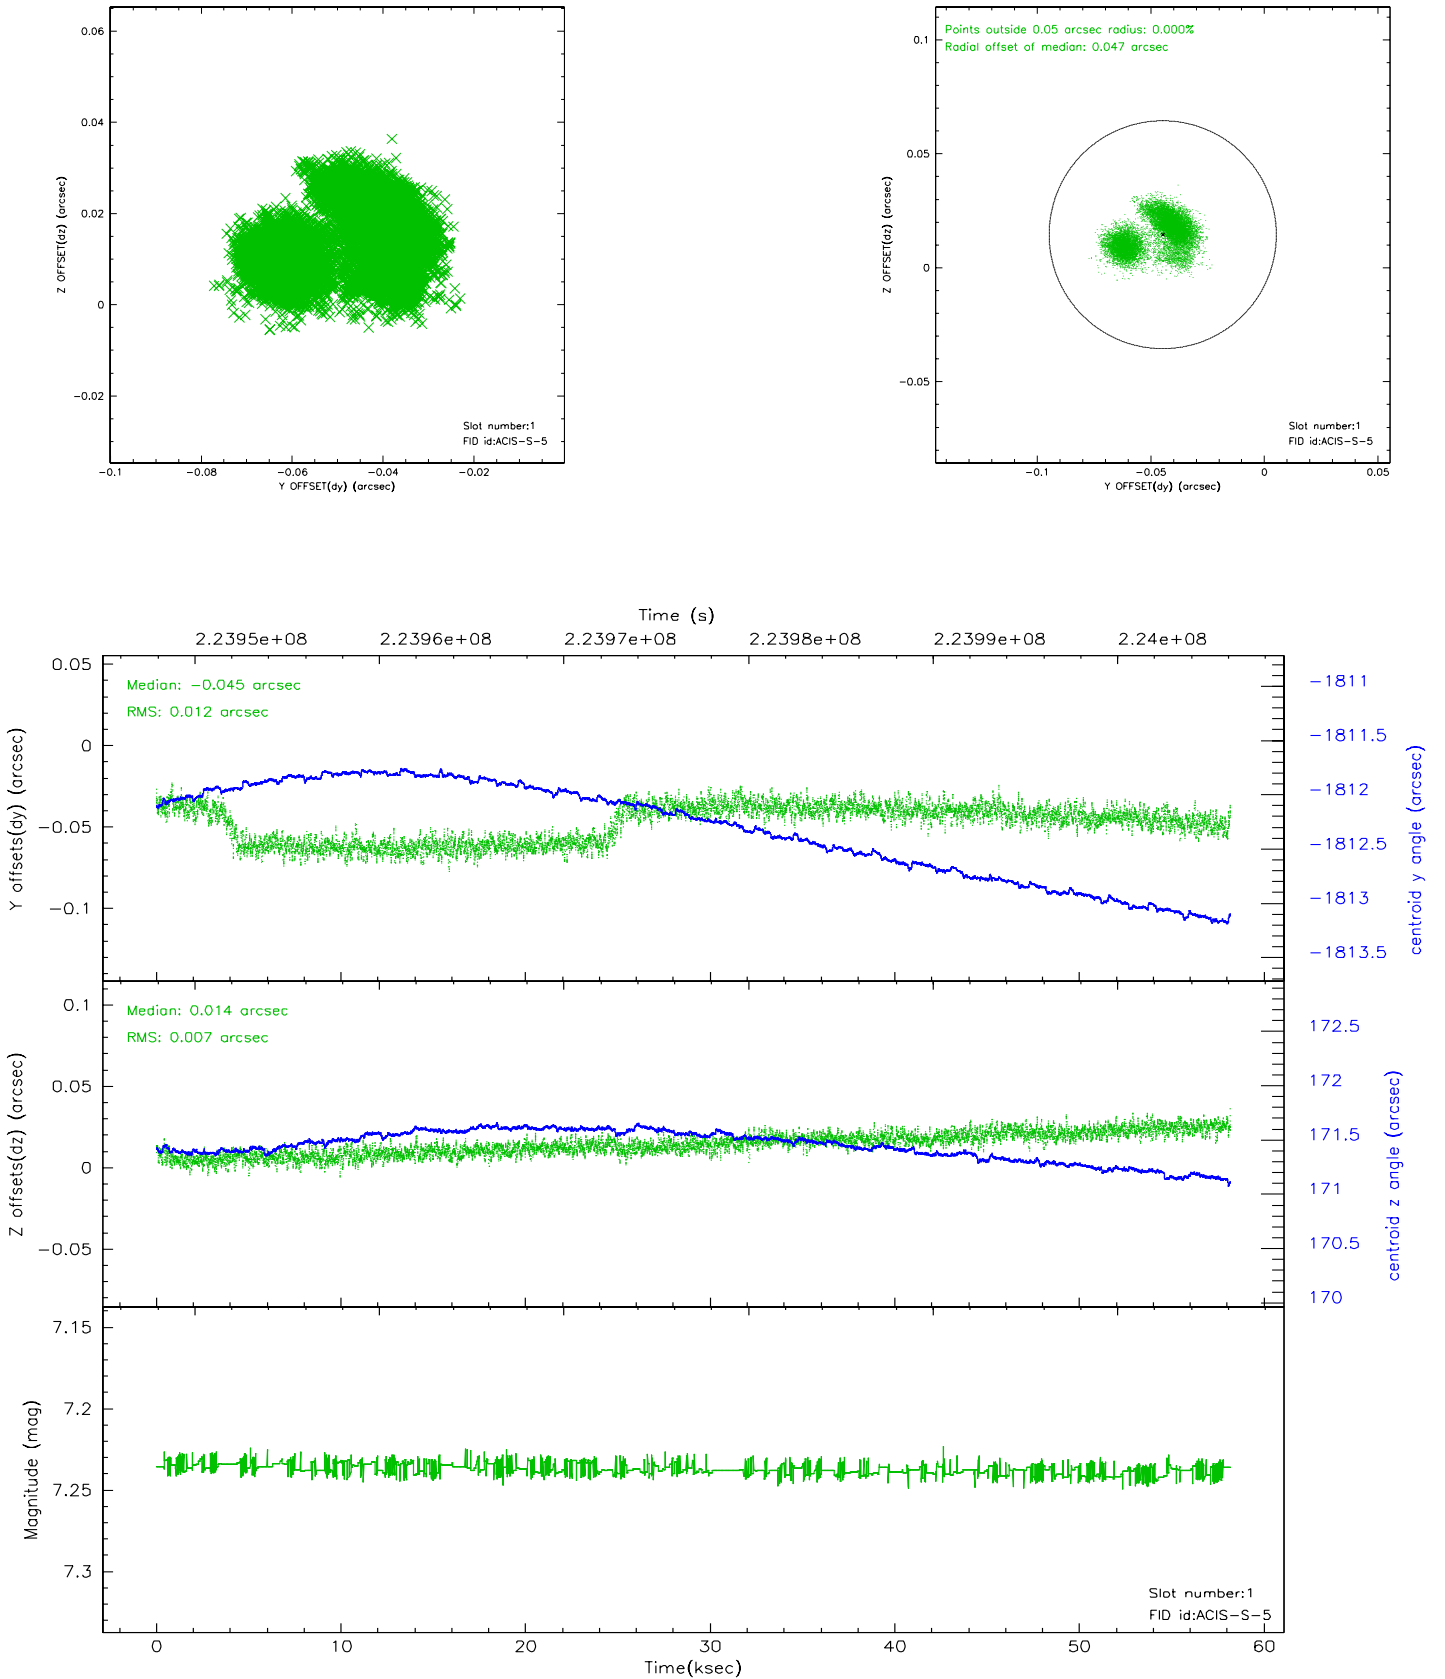 0.06
0.04
0.02
0
-0.02
Z OFFSET(dz) (arcsec)
Slot number:1
FID id:ACIS-S-5
-0.1 -0.08 -0.06 -0.04 -0.02
Y OFFSET(dy) (arcsec)
Points outside 0.05 arcsec radius: 0.000%
Radial offset of median: 0.047 arcsec
0.1
0.05
0
-0.05
Z OFFSET(dz) (arcsec)
Slot number:1
FID id:ACIS-S-5
-0.1 -0.05 0 0.05
Y OFFSET(dy) (arcsec)
Time (s)
2.2395e+08 2.2396e+08 2.2397e+08 2.2398e+08 2.2399e+08 2.24e+08
Median: -0.045 arcsec
RMS: 0.012 arcsec
0.05
0
-0.05
-0.1
Y offsets(dy) (arcsec)
-1811
-1811.5
-1812
-1812.5
-1813
-1813.5
centroid y angle (arcsec)
Median: 0.014 arcsec
RMS: 0.007 arcsec
0.1
0.05
0
-0.05
Z offsets(dz) (arcsec)
172.5
172
171.5
171
170.5
170
centroid z angle (arcsec)
7.15
7.2
7.25
7.3
Magnitude (mag)
Slot number:1
FID id:ACIS-S-5
0 10 20 30 40 50 60
Time(ksec)